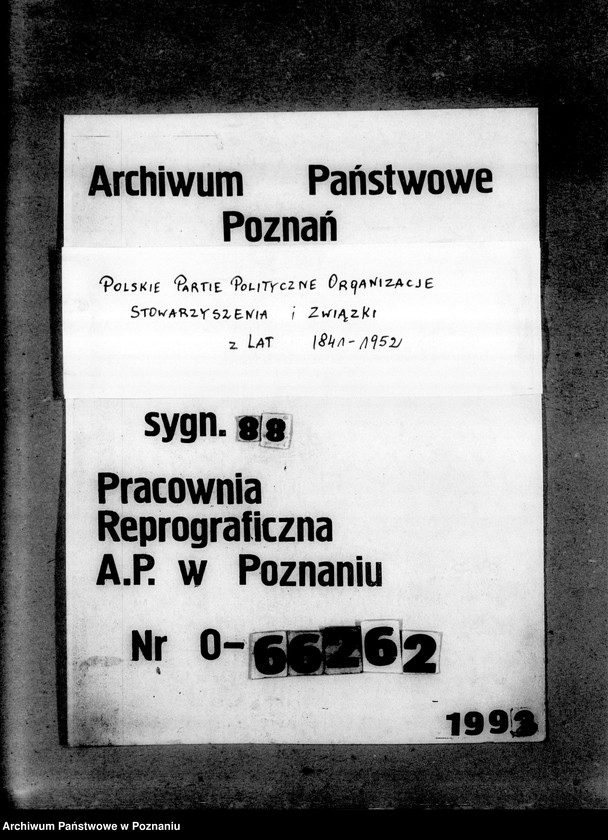 Archiwum Państwowe
Poznań
POLSKIE PARTIE POLITYCZNE ORGANIZACJE
STOWARZYSZENIA i ZWIĄZKI
z LAT 1841-1952
sygn. 88
Pracownia
Reprograficzna
A.P. w Poznaniu
Nr O-66262
1993
Archiwum Państwowe w Poznaniu